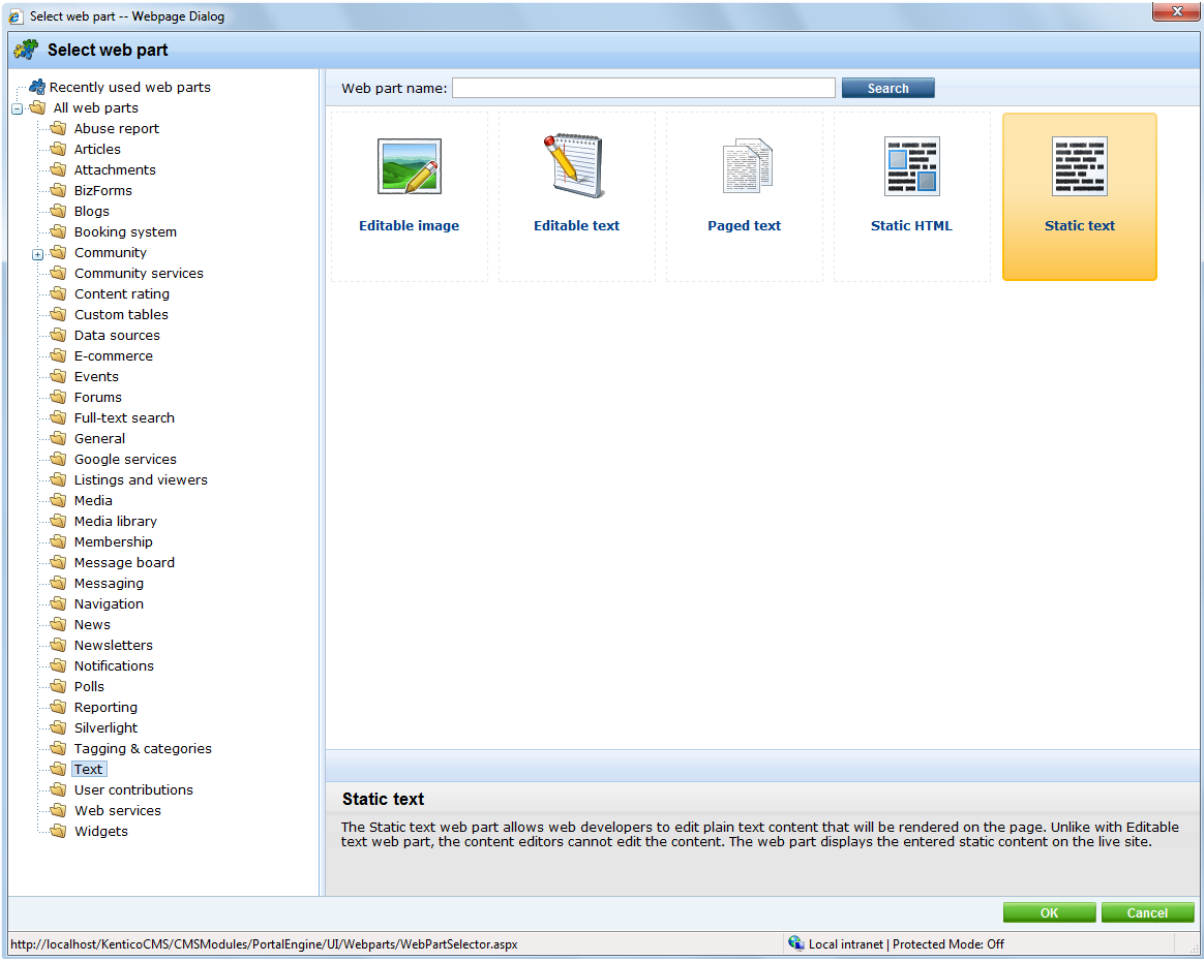 Select web part -- Webpage Dialog
Select web part
Recently used web parts
All web parts
Abuse report
Articles
Attachments
BizForms
Blogs
Booking system
Community
Community services
Content rating
Custom tables
Data sources
E-commerce
Events
Forums
Full-text search
General
Google services
Listings and viewers
Media
Media library
Membership
Message board
Messaging
Navigation
News
Newsletters
Notifications
Polls
Reporting
Silverlight
Tagging & categories
Text
User contributions
Web services
Widgets
Web part name:
Search
Editable image
Editable text
Paged text
Static HTML
Static text
Static text
The Static text web part allows web developers to edit plain text content that will be rendered on the page. Unlike with Editable
text web part, the content editors cannot edit the content. The web part displays the entered static content on the live site.
OK
Cancel
http://localhost/KenticoCMS/CMSModules/PortalEngine/UI/Webparts/WebPartSelector.aspx
Local intranet | Protected Mode: Off